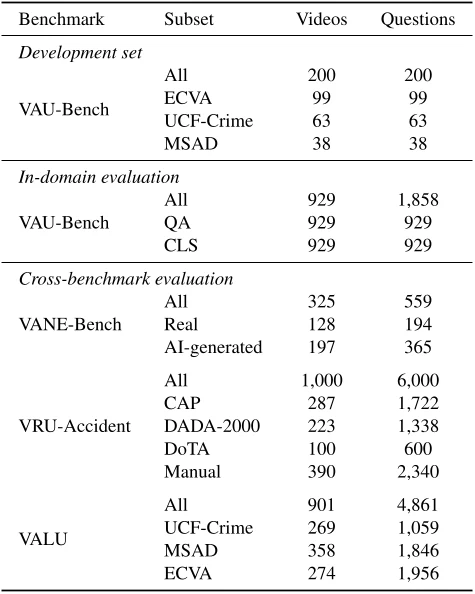 Benchmark Subset Videos Questions
Development set
All 200 200
ECVA 99 99
VAU-Bench
UCF-Crime 63 63
MSAD 38 38
In-domain evaluation
All 929 1,858
VAU-Bench QA 929 929
CLS 929 929
Cross-benchmark evaluation
All 325 559
VANE-Bench Real 128 194
AI-generated 197 365
All 1,000 6,000
CAP 287 1,722
VRU-Accident DADA-2000 223 1,338
DoTA 100 600
Manual 390 2,340
All 901 4,861
UCF-Crime 269 1,059
VALU
MSAD 358 1,846
ECVA 274 1,956